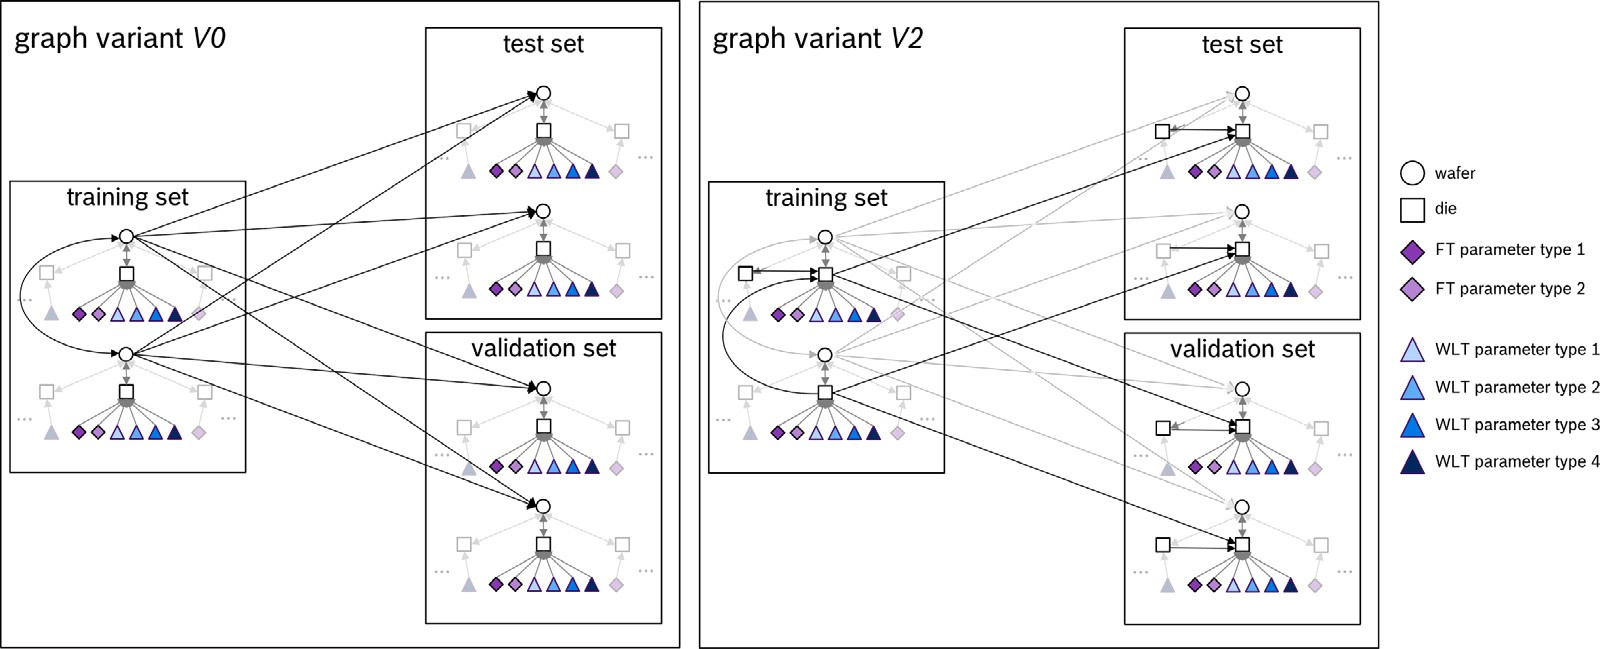 graph variant V0
test set
...
...
training set
...
...
...
...
...
...
validation set
...
...
...
...
graph variant V2
test set
...
...
training set
...
...
...
...
...
...
validation set
...
...
...
...
wafer
die
FT parameter type 1
FT parameter type 2
WLT parameter type 1
WLT parameter type 2
WLT parameter type 3
WLT parameter type 4